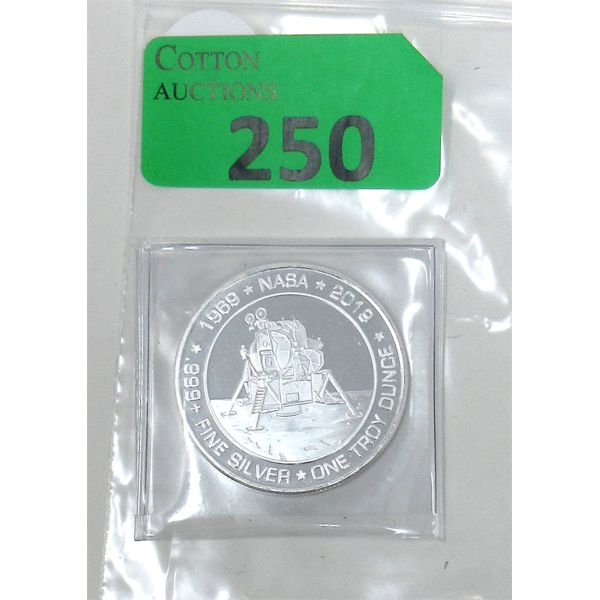 COTTON
AUCTIONS
250
1969 ★ NASA ★ 2019
.999+ FINE SILVER ★ ONE TROY OUNCE